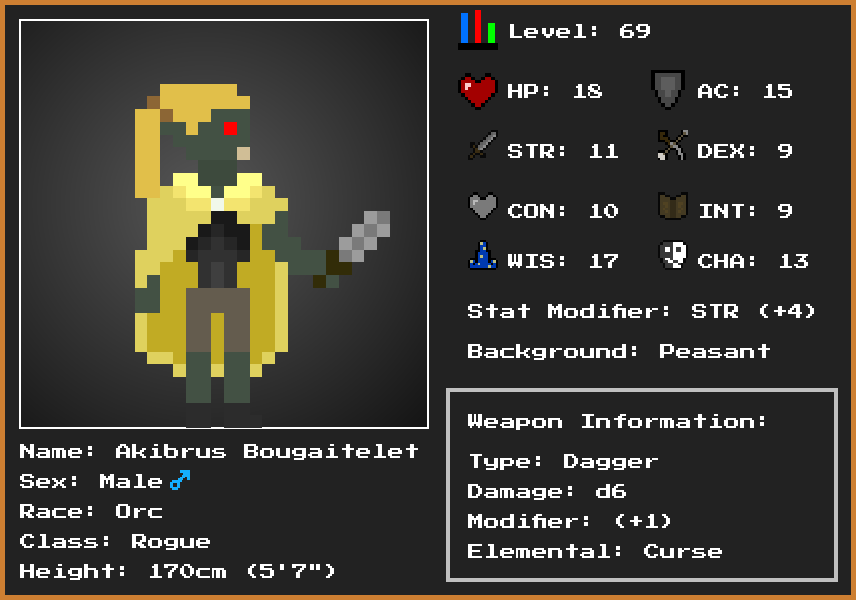 Level: 69
HP: 18 AC: 15
STR: 11 DEX: 9
CON: 10 INT: 9
WIS: 17 CHA: 13
Stat Modifier: STR (+4)
Background: Peasant
Weapon Information:
Type: Dagger
Damage: d6
Modifier: (+1)
Elemental: Curse
Name: Akibrus Bougaitelet
Sex: Male♂
Race: Orc
Class: Rogue
Height: 170cm (5'7")